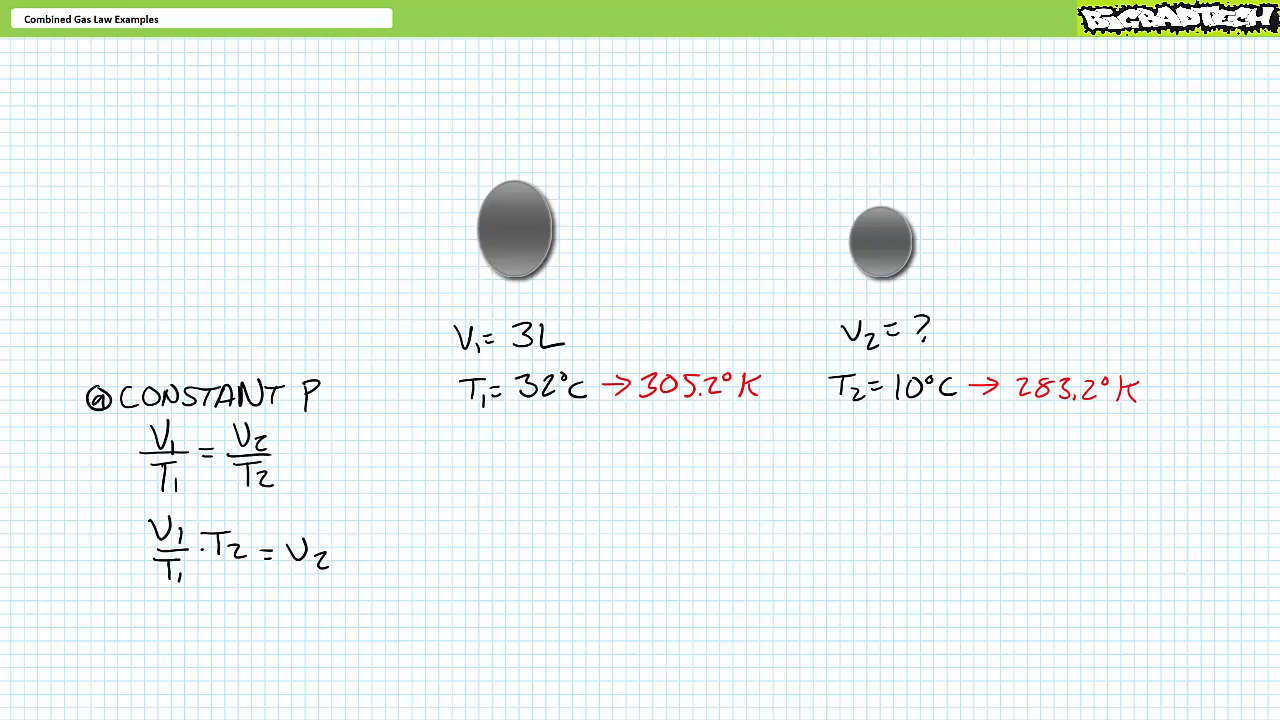 Combined Gas Law Examples
BIGBADTECH
V₁= 3L
V₂= ?
T₁= 32°C → 305.2°K
T₂= 10°C → 283.2°K
@ CONSTANT P
V₁/T₁ = V₂/T₂
V₁/T₁ · T₂ = V₂